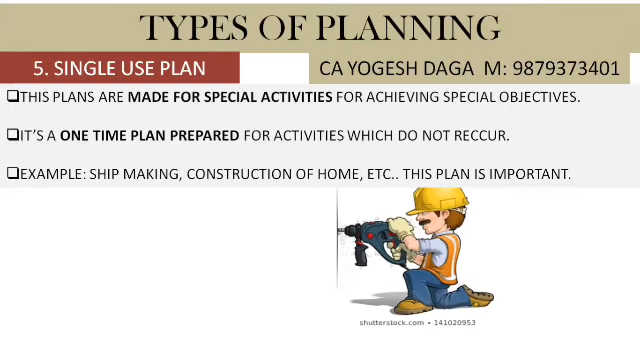 TYPES OF PLANNING
5. SINGLE USE PLAN
CA YOGESH DAGA M: 9879373401
❑THIS PLANS ARE MADE FOR SPECIAL ACTIVITIES FOR ACHIEVING SPECIAL OBJECTIVES.
❑IT'S A ONE TIME PLAN PREPARED FOR ACTIVITIES WHICH DO NOT RECCUR.
❑EXAMPLE: SHIP MAKING, CONSTRUCTION OF HOME, ETC.. THIS PLAN IS IMPORTANT.
shutterstock.com • 141020953